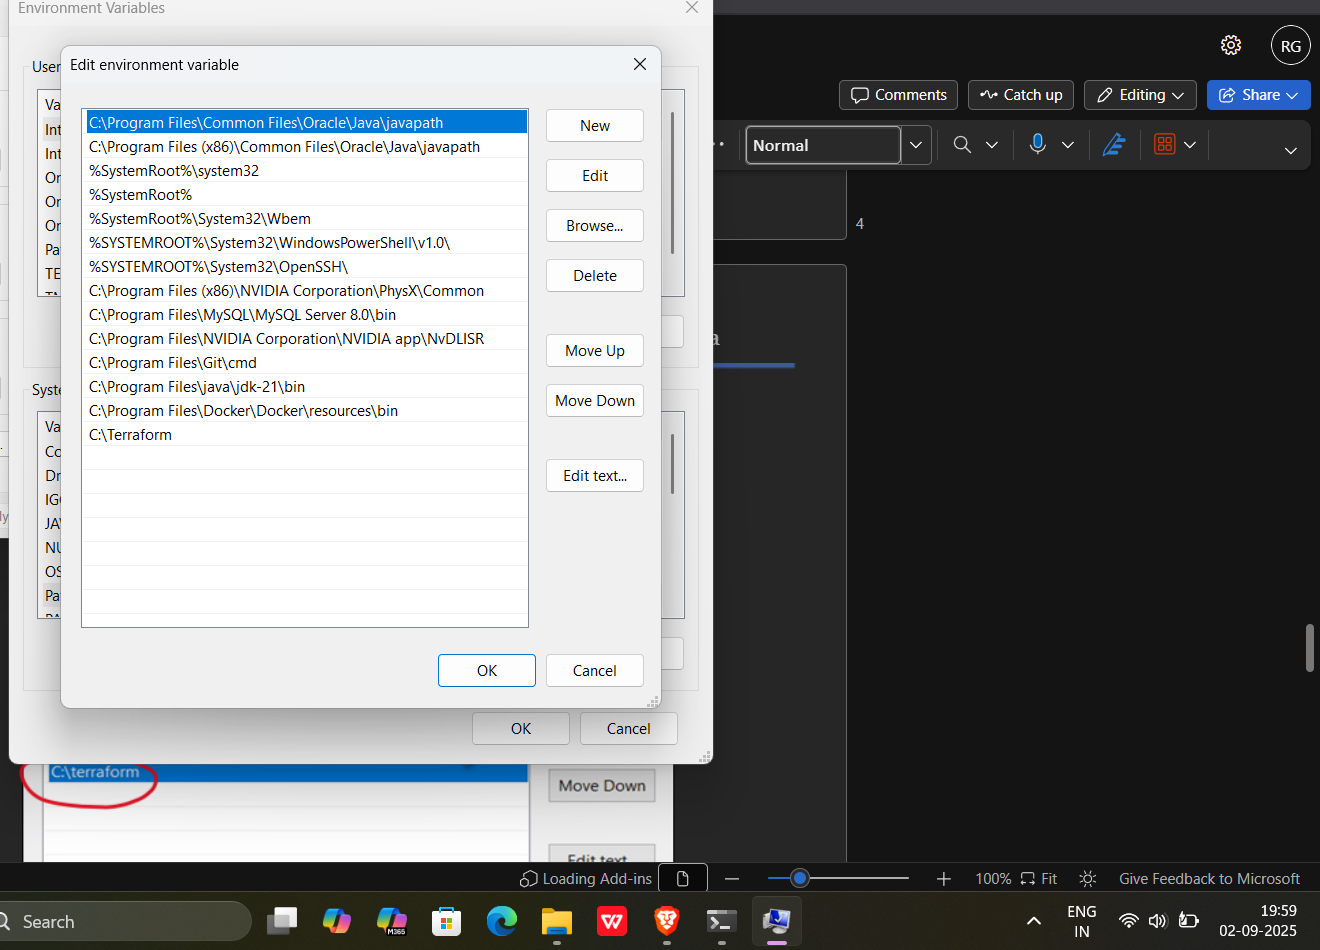 Environment Variables
RG
User
Edit environment variable
Va
Int
Int
Or
Or
Or
Pa
TE
C:\Program Files\Common Files\Oracle\Java\javapath
C:\Program Files (x86)\Common Files\Oracle\Java\javapath
%SystemRoot%\system32
%SystemRoot%
%SystemRoot%\System32\Wbem
%SYSTEMROOT%\System32\WindowsPowerShell\v1.0\
%SYSTEMROOT%\System32\OpenSSH\
C:\Program Files (x86)\NVIDIA Corporation\PhysX\Common
C:\Program Files\MySQL\MySQL Server 8.0\bin
C:\Program Files\NVIDIA Corporation\NVIDIA app\NvDLISR
C:\Program Files\Git\cmd
C:\Program Files\java\jdk-21\bin
C:\Program Files\Docker\Docker\resources\bin
C:\Terraform
New
Edit
Browse...
Delete
Move Up
Move Down
Edit text...
OK
Cancel
Syste
Va
Co
Dr
IG
JA
NU
OS
Pa
OK
Cancel
Comments
Catch up
Editing
Share
Normal
4
a
C:\terraform
Move Down
Edit text
Loading Add-ins
100%
Fit
Give Feedback to Microsoft
Search
M365
ENG
IN
19:59
02-09-2025